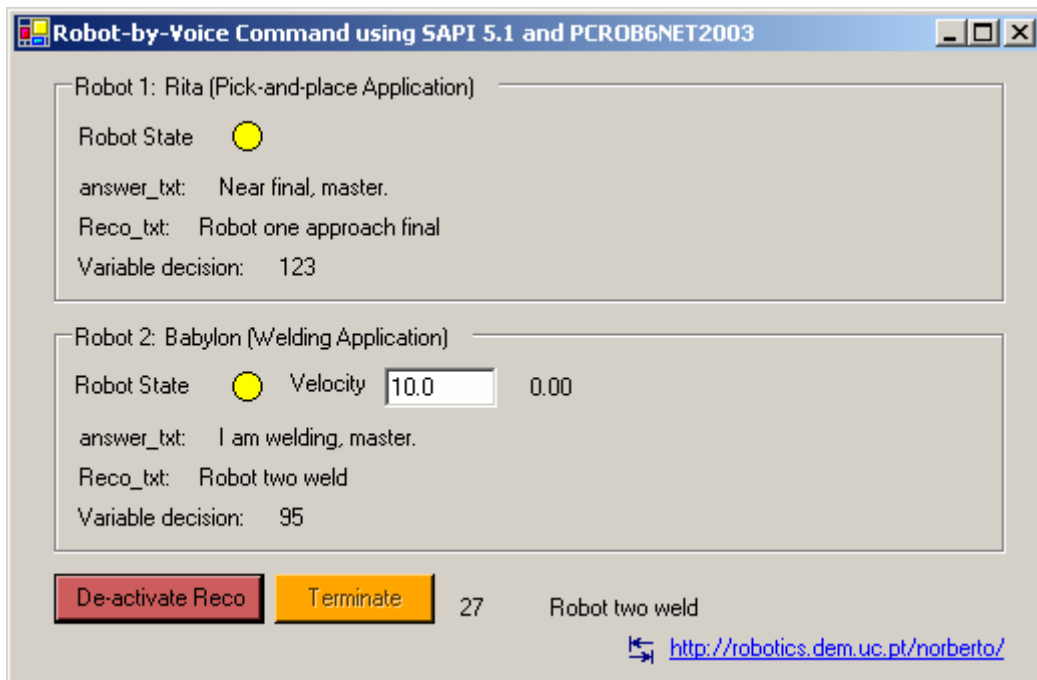 Robot-by-Voice Command using SAPI 5.1 and PCROB6NET2003
Robot 1: Rita (Pick-and-place Application)
Robot State
answer_txt: Near final, master.
Reco_txt: Robot one approach final
Variable decision: 123
Robot 2: Babylon (Welding Application)
Robot State Velocity 10.0 0.00
answer_txt: I am welding, master.
Reco_txt: Robot two weld
Variable decision: 95
De-activate Reco Terminate 27 Robot two weld
http://robotics.dem.uc.pt/norberto/